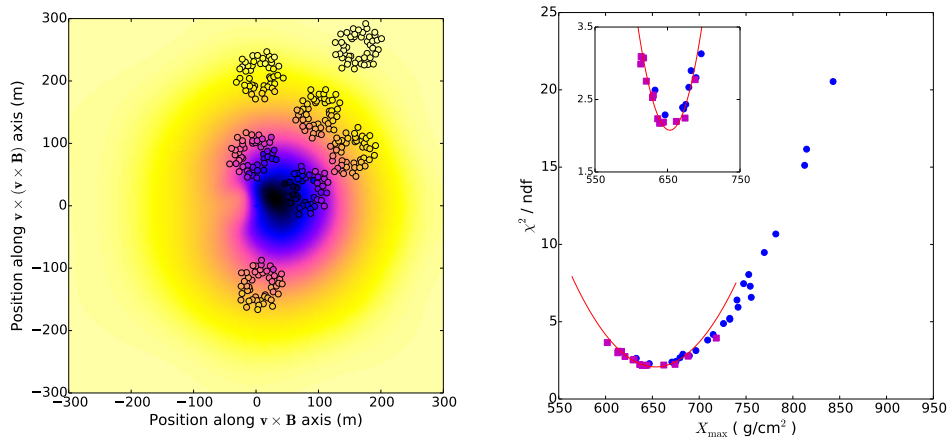 300
200
100
0
−100
−200
−300
−300 −200 −100 0 100 200 300
Position along v × (v × B) axis (m)
Position along v × B axis (m)
25
20
15
10
5
0
550 600 650 700 750 800 850 900 950
χ² / ndf
X_max ( g/cm² )
3.5
2.5
1.5
550 650 750